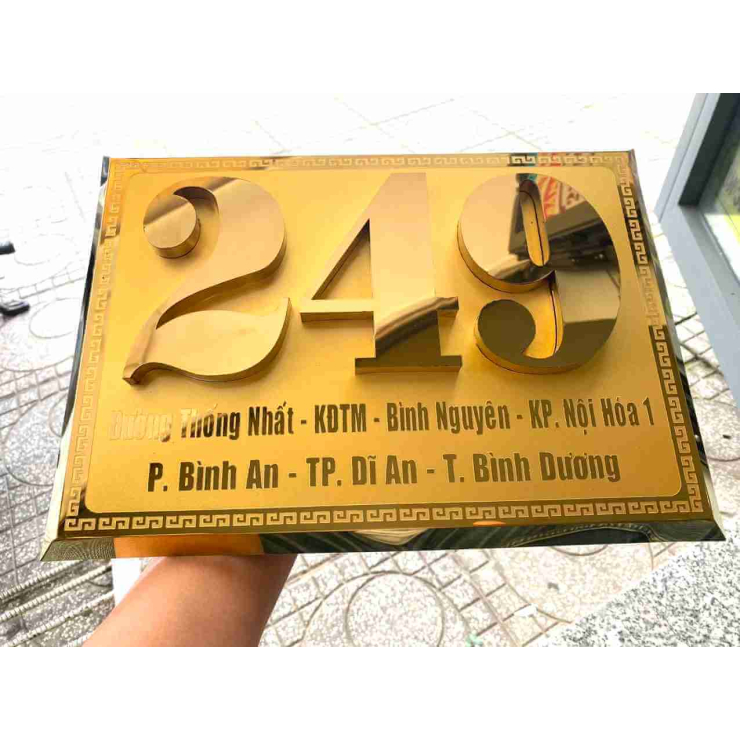 249
Đường Thống Nhất - KĐTM - Bình Nguyên - KP. Nội Hóa 1
P. Bình An - TP. Dĩ An - T. Bình Dương